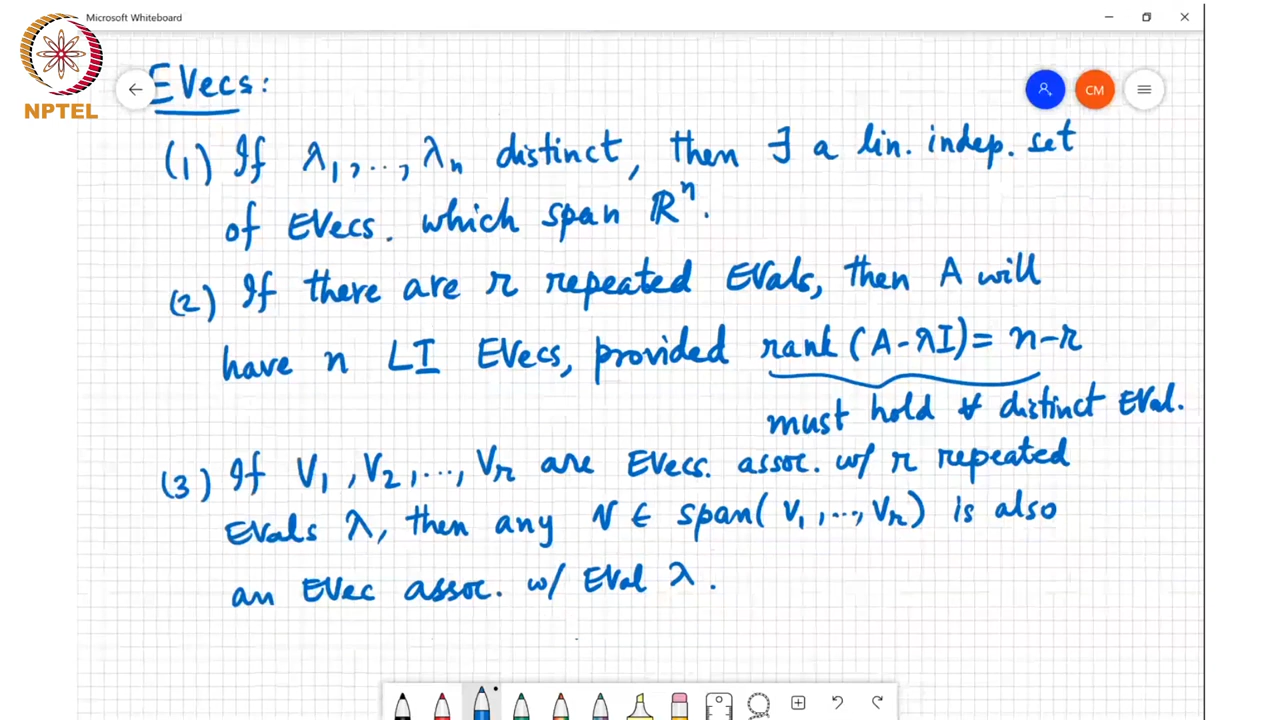 Microsoft Whiteboard
NPTEL
EVecs:
CM
(1) If λ₁, ..., λₙ distinct, then ∃ a lin. indep. set
of EVecs. which span ℝⁿ.
(2) If there are r repeated EVals, then A will
have n LI EVecs, provided rank (A-λI) = n-r
must hold ∀ distinct EVal.
(3) If V₁, V₂, ..., Vᵣ are EVecs. assoc. w/ r repeated
EVals λ, then any v ∈ span(V₁, ..., Vᵣ) is also
an EVec assoc. w/ EVal λ.